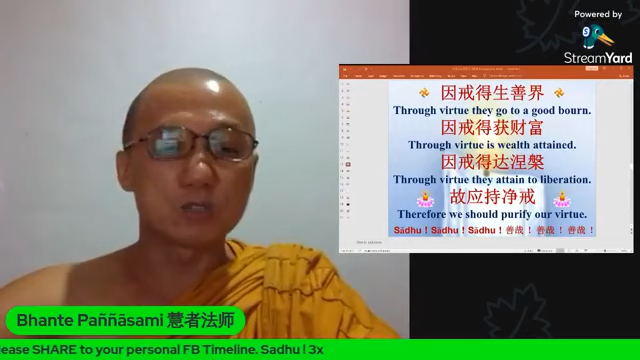 Powered by
StreamYard
因戒得生善界
Through virtue they go to a good bourn.
因戒得获财富
Through virtue is wealth attained.
因戒得达涅槃
Through virtue they attain to liberation.
故应持净戒
Therefore we should purify our virtue.
Sādhu ! Sādhu ! Sādhu ! 善哉 ! 善哉 ! 善哉 !
Bhante Paññāsami 慧者法师
lease SHARE to your personal FB Timeline. Sadhu ! 3x